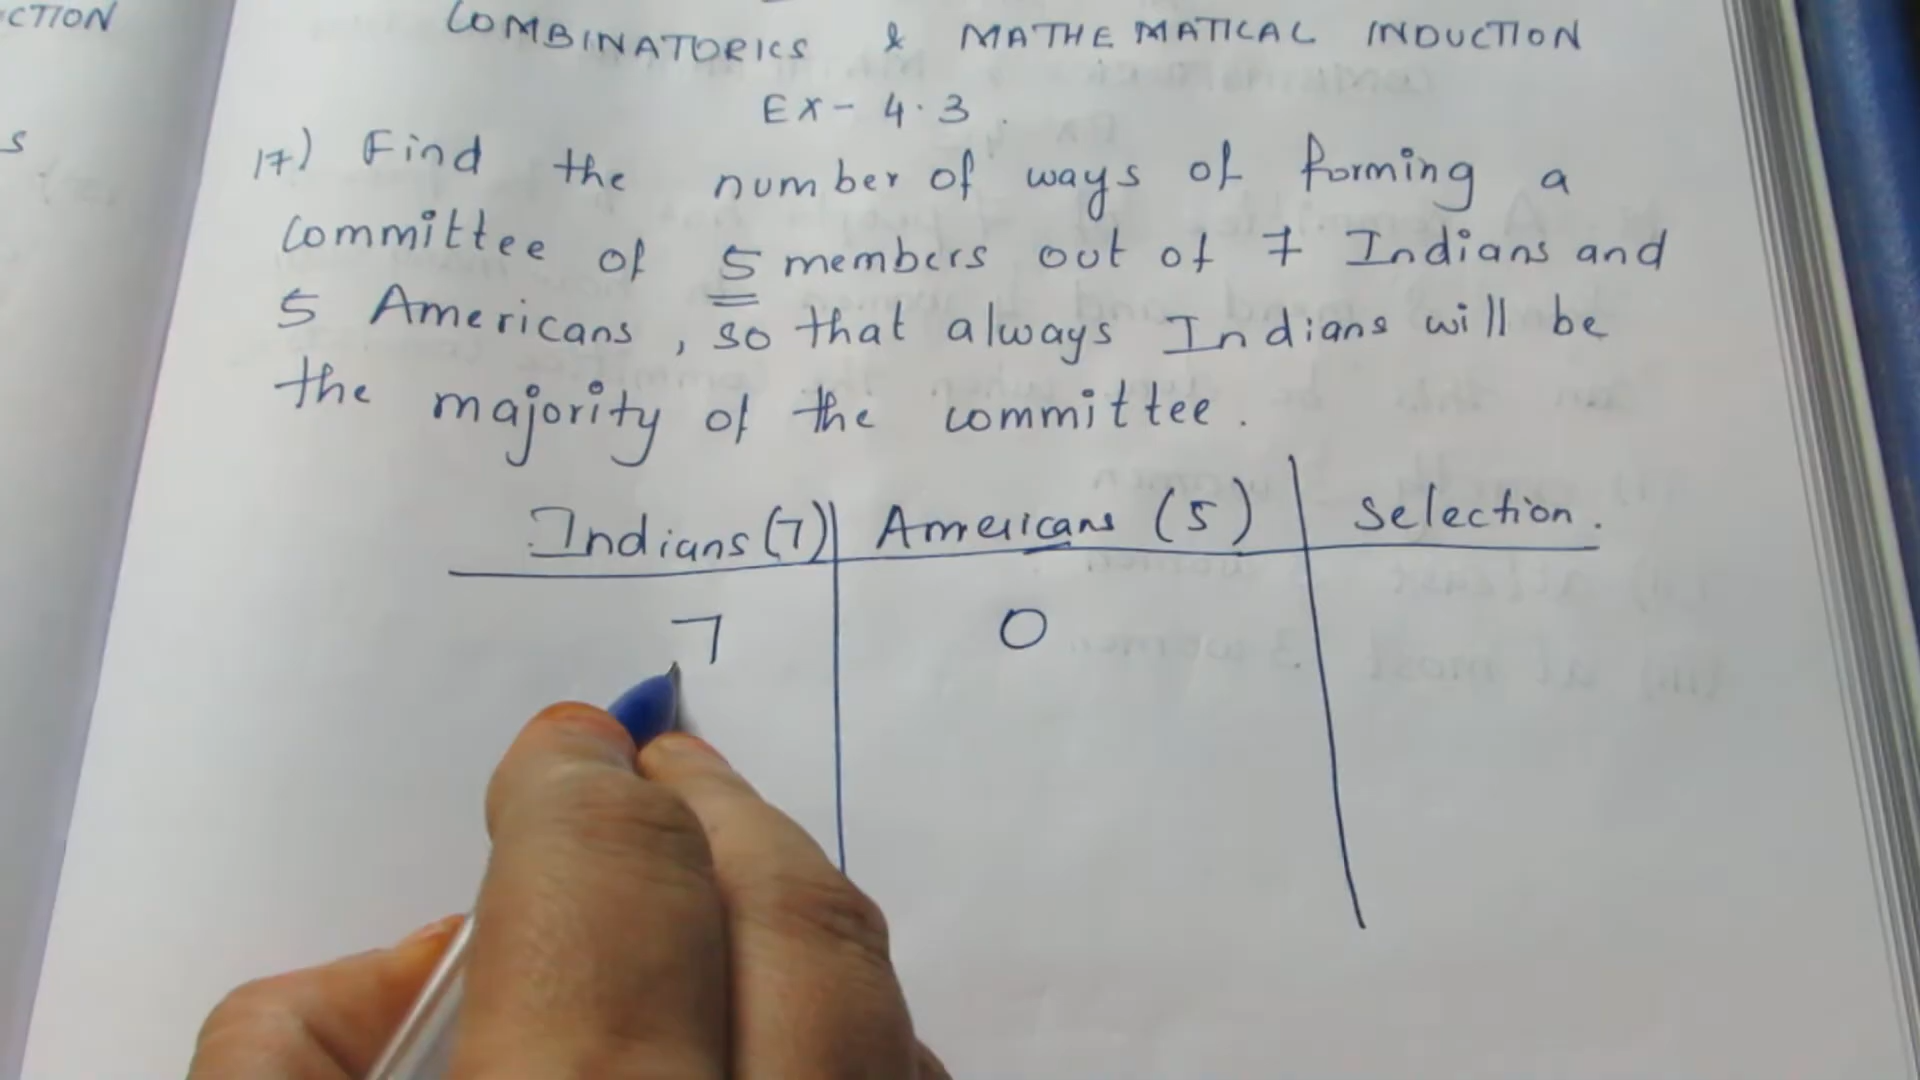 CTION
COMBINATORICS & MATHEMATICAL INDUCTION
EX - 4.3.
s
17) Find the number of ways of forming a
committee of 5 members out of 7 Indians and
5 Americans, so that always Indians will be
the majority of the committee.
Indians (7) Americans (5) Selection.
7 0